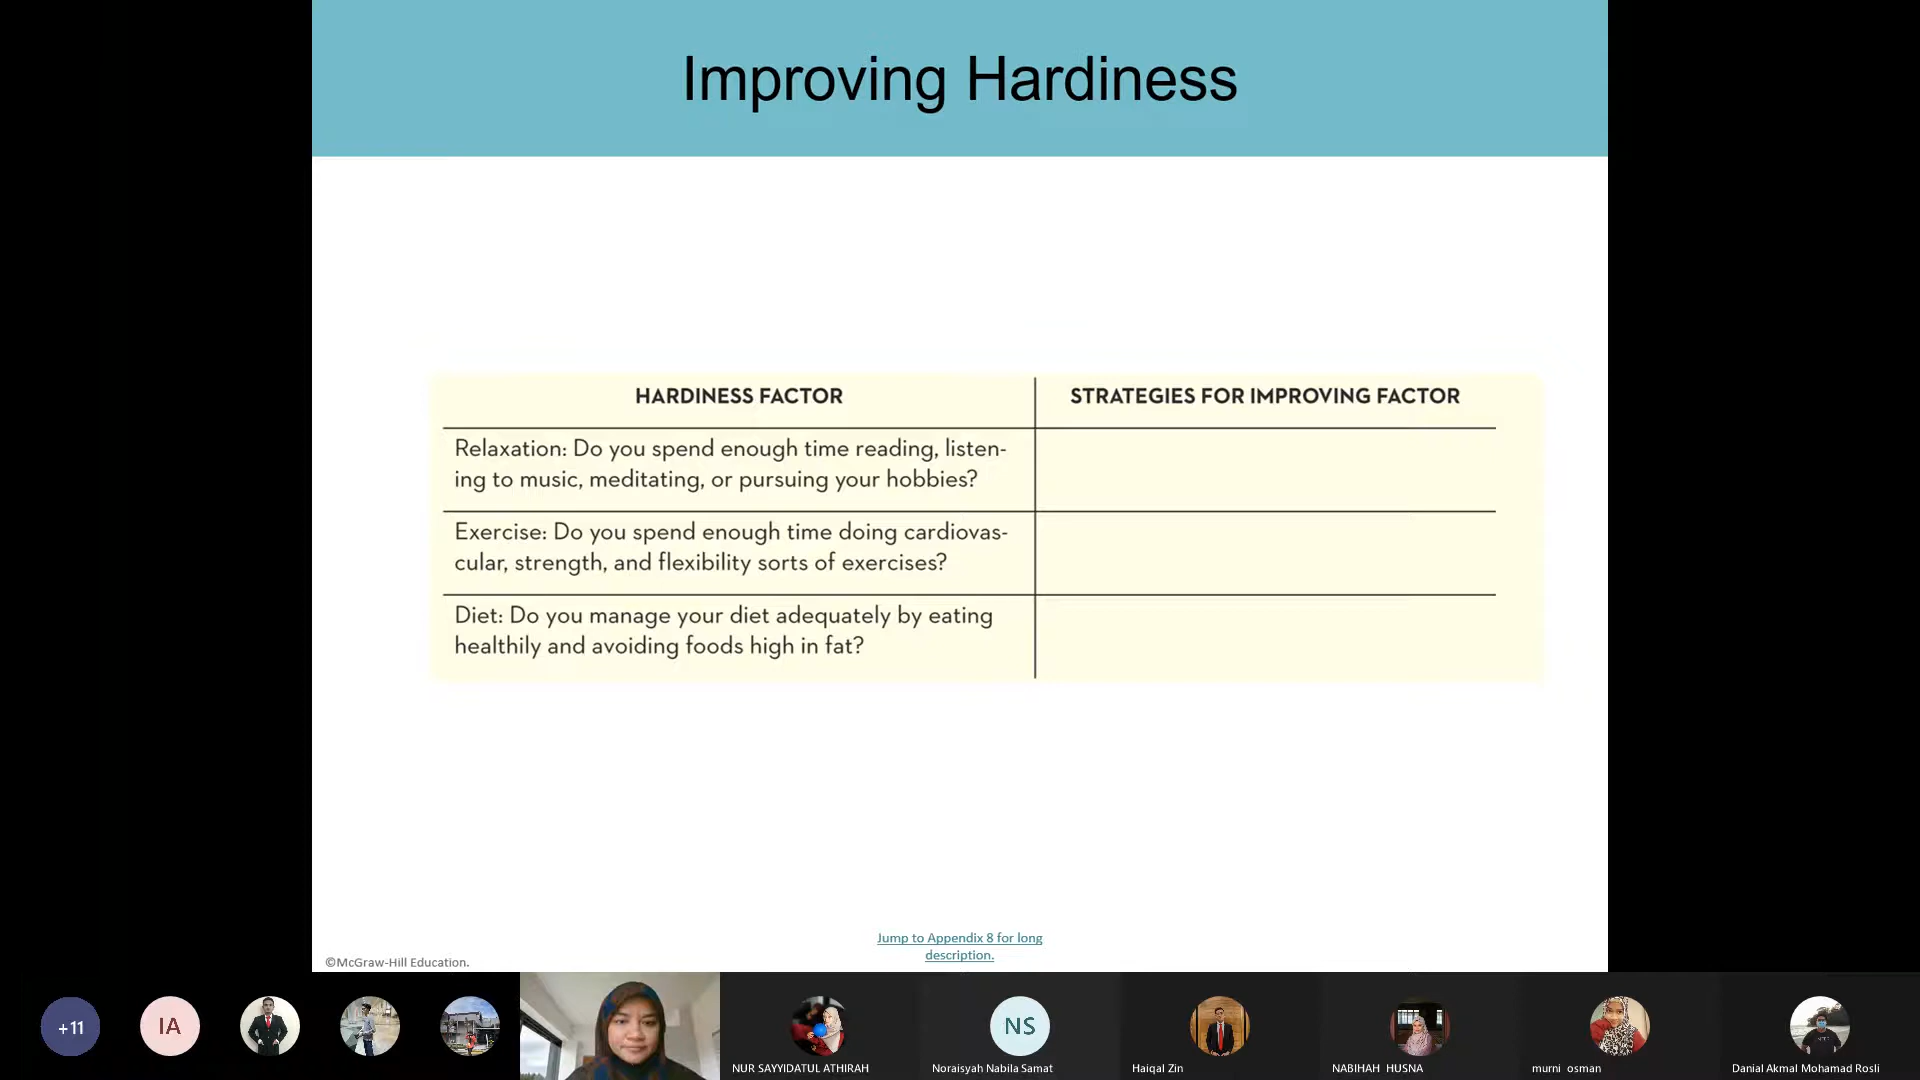 Improving Hardiness
HARDINESS FACTOR
STRATEGIES FOR IMPROVING FACTOR
Relaxation: Do you spend enough time reading, listen-
ing to music, meditating, or pursuing your hobbies?
Exercise: Do you spend enough time doing cardiovas-
cular, strength, and flexibility sorts of exercises?
Diet: Do you manage your diet adequately by eating
healthily and avoiding foods high in fat?
Jump to Appendix 8 for long
description.
©McGraw-Hill Education.
+11
IA
NS
NUR SAYYIDATUL ATHIRAH
Noraisyah Nabila Samat
Haiqal Zin
NABIHAH HUSNA
murni osman
Danial Akmal Mohamad Rosli